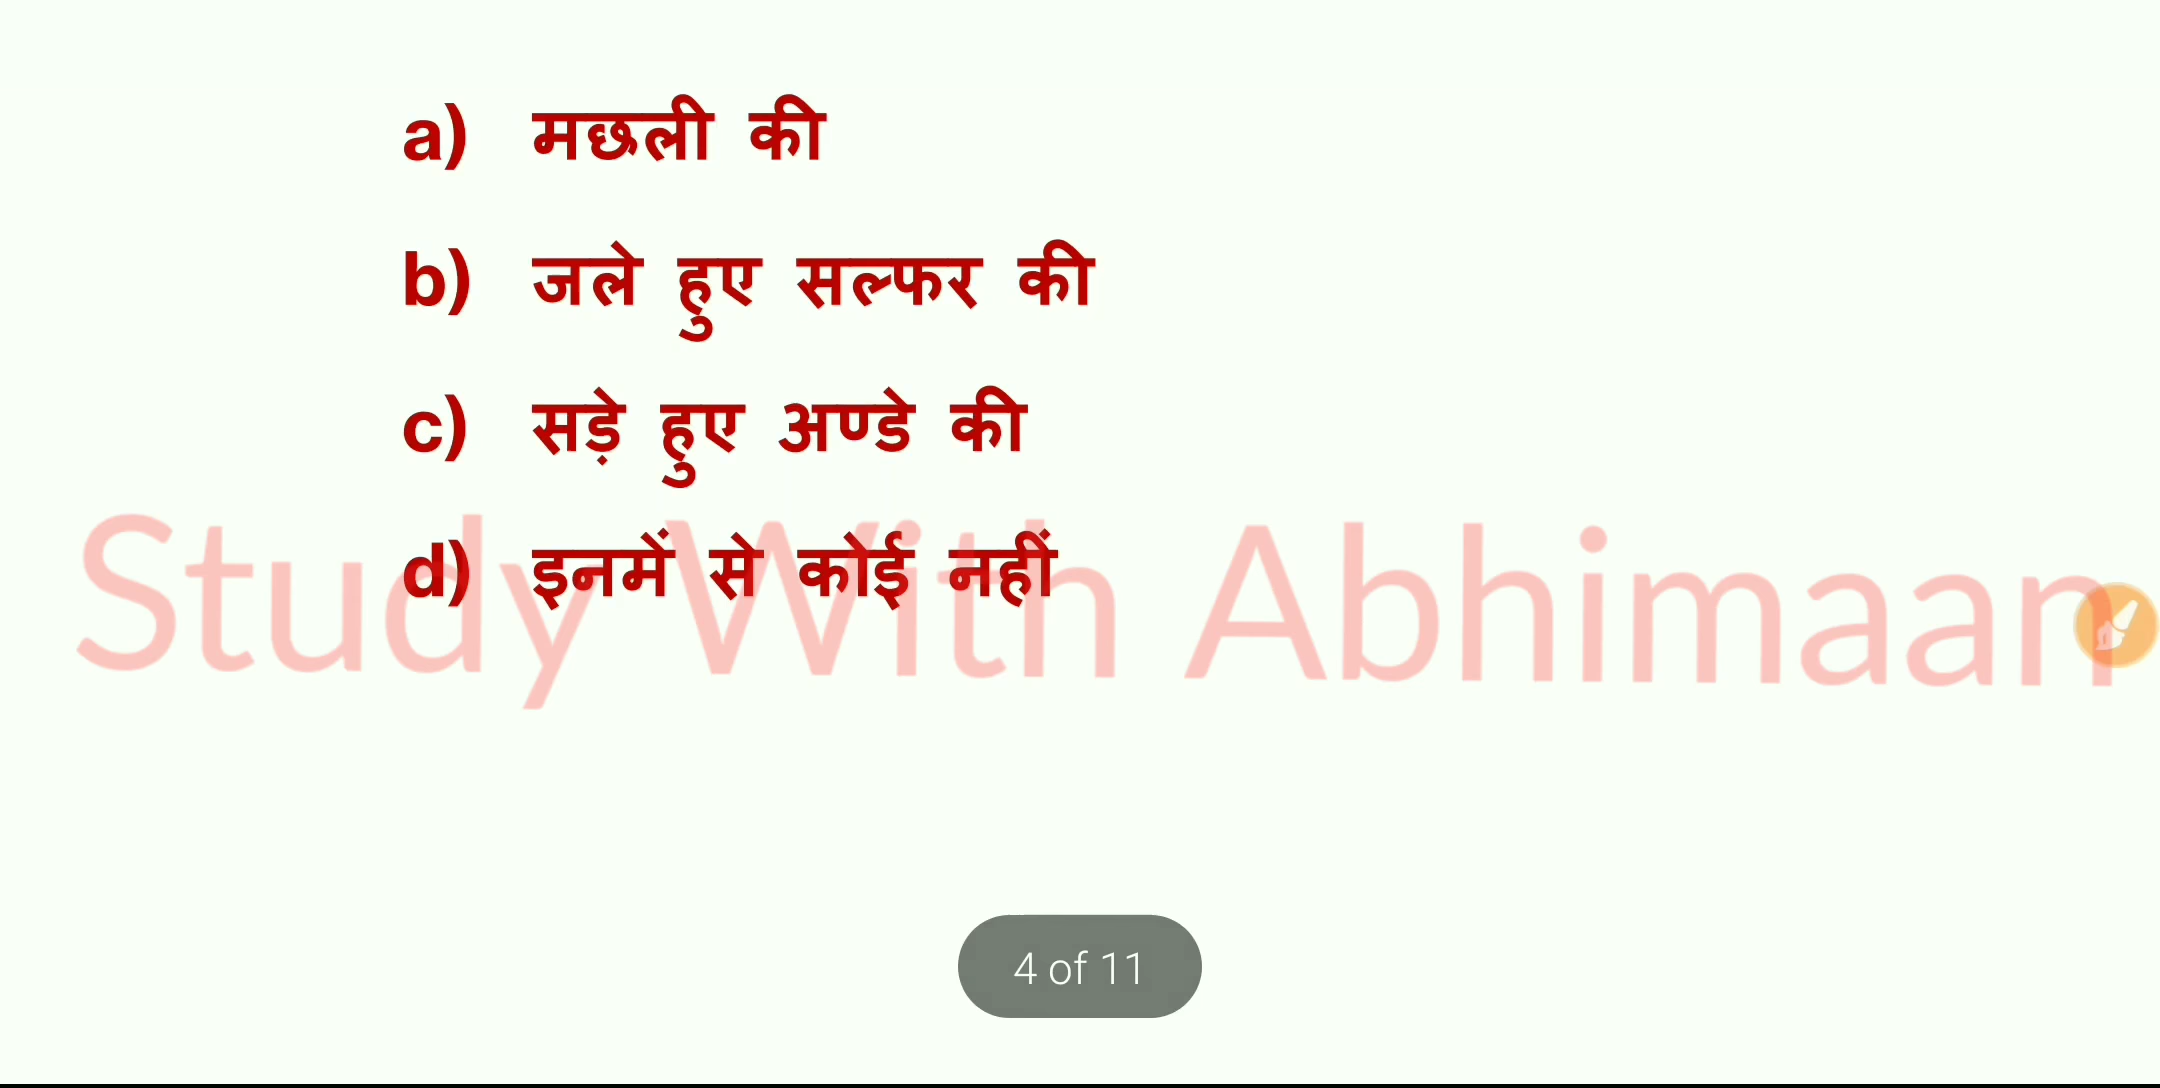 a) मछली की
b) जले हुए सल्फर की
c) सड़े हुए अण्डे की
d) इनमें से कोई नहीं
Study With Abhimaan
4 of 11